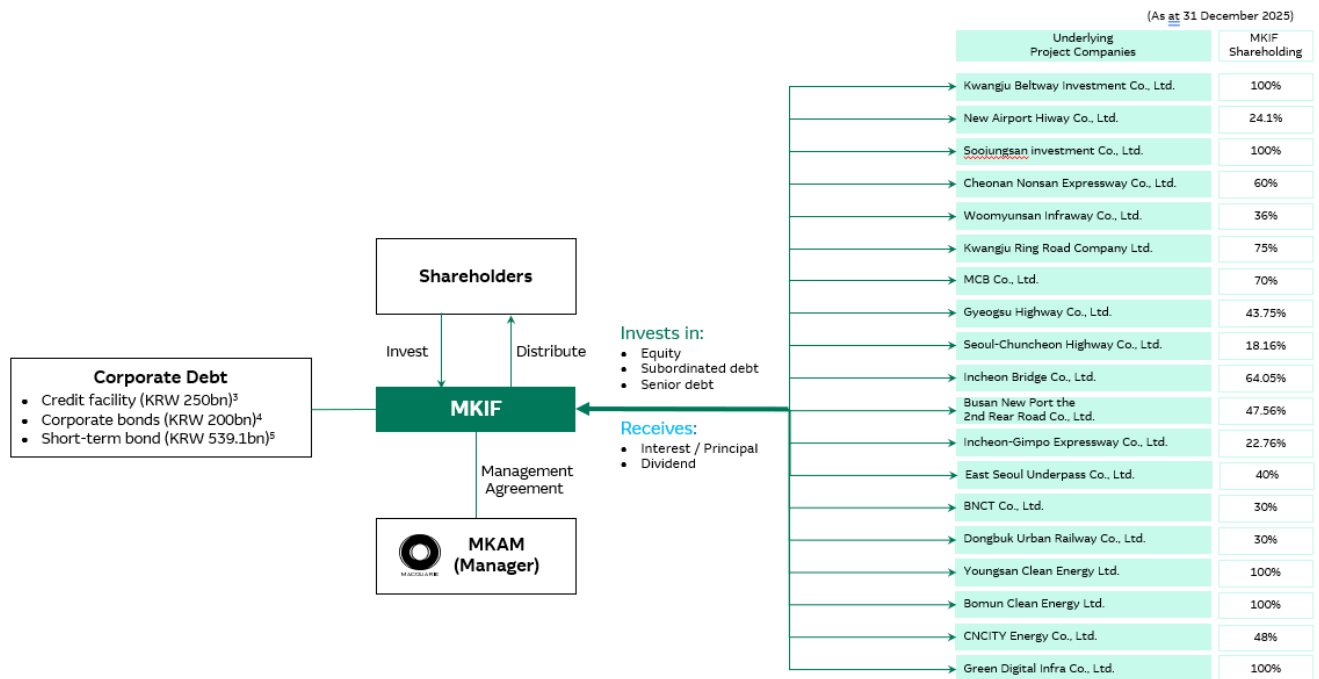 (As at 31 December 2025)
Underlying
Project Companies
MKIF
Shareholding
Kwangju Beltway Investment Co., Ltd. 100%
New Airport Hiway Co., Ltd. 24.1%
Soojungsan investment Co., Ltd. 100%
Cheonan Nonsan Expressway Co., Ltd. 60%
Woomyunsan Infraway Co., Ltd. 36%
Kwangju Ring Road Company Ltd. 75%
MCB Co., Ltd. 70%
Gyeogsu Highway Co., Ltd. 43.75%
Seoul-Chuncheon Highway Co., Ltd. 18.16%
Incheon Bridge Co., Ltd. 64.05%
Busan New Port the
2nd Rear Road Co., Ltd. 47.56%
Incheon-Gimpo Expressway Co., Ltd. 22.76%
East Seoul Underpass Co., Ltd. 40%
BNCT Co., Ltd. 30%
Dongbuk Urban Railway Co., Ltd. 30%
Youngsan Clean Energy Ltd. 100%
Bomun Clean Energy Ltd. 100%
CNCITY Energy Co., Ltd. 48%
Green Digital Infra Co., Ltd. 100%
Shareholders
Invest
Distribute
Corporate Debt
• Credit facility (KRW 250bn)³
• Corporate bonds (KRW 200bn)⁴
• Short-term bond (KRW 539.1bn)⁵
MKIF
Invests in:
• Equity
• Subordinated debt
• Senior debt
Receives:
• Interest / Principal
• Dividend
Management
Agreement
MACQUARIE
MKAM
(Manager)